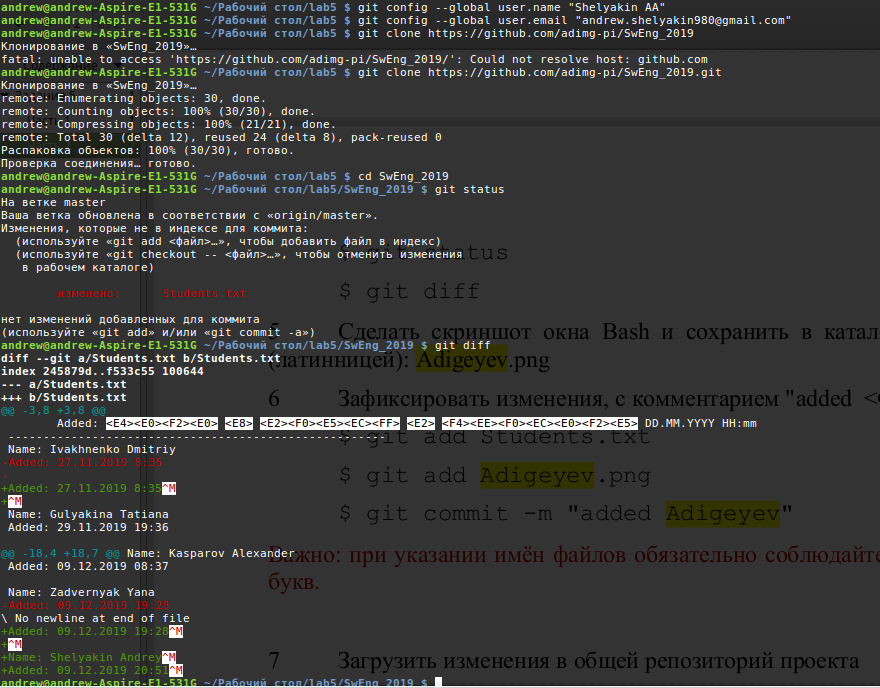 andrew@andrew-Aspire-E1-531G ~/Рабочий стол/lab5 $ git config --global user.name "Shelyakin AA"
andrew@andrew-Aspire-E1-531G ~/Рабочий стол/lab5 $ git config --global user.email "andrew.shelyakin980@gmail.com"
andrew@andrew-Aspire-E1-531G ~/Рабочий стол/lab5 $ git clone https://github.com/adimg-pi/SwEng_2019
Клонирование в «SwEng_2019»…
fatal: unable to access 'https://github.com/adimg-pi/SwEng_2019/': Could not resolve host: github.com
andrew@andrew-Aspire-E1-531G ~/Рабочий стол/lab5 $ git clone https://github.com/adimg-pi/SwEng_2019.git
Клонирование в «SwEng_2019»…
remote: Enumerating objects: 30, done.
remote: Counting objects: 100% (30/30), done.
remote: Compressing objects: 100% (21/21), done.
remote: Total 30 (delta 12), reused 24 (delta 8), pack-reused 0
Распаковка объектов: 100% (30/30), готово.
Проверка соединения… готово.
andrew@andrew-Aspire-E1-531G ~/Рабочий стол/lab5 $ cd SwEng_2019
andrew@andrew-Aspire-E1-531G ~/Рабочий стол/lab5/SwEng_2019 $ git status
На ветке master
Ваша ветка обновлена в соответствии с «origin/master».
Изменения, которые не в индексе для коммита:
  (используйте «git add <файл>…», чтобы добавить файл в индекс)
  (используйте «git checkout -- <файл>…», чтобы отменить изменения
   в рабочем каталоге)
изменено:      Students.txt
нет изменений добавленных для коммита
(используйте «git add» и/или «git commit -a»)
andrew@andrew-Aspire-E1-531G ~/Рабочий стол/lab5/SwEng_2019 $ git diff
diff --git a/Students.txt b/Students.txt
index 245879d..f533c55 100644
--- a/Students.txt
+++ b/Students.txt
@@ -3,8 +3,8 @@
Added: <E4><E0><F2><E0> <E8> <E2><F0><E5><EC><FF> <E2> <F4><EE><F0><EC><E0><F2><E5> DD.MM.YYYY HH:mm
------------------------------------------------------
 Name: Ivakhnenko Dmitriy
-Added: 27.11.2019 8:35
-
+Added: 27.11.2019 8:35^M
+^M
 Name: Gulyakina Tatiana
 Added: 29.11.2019 19:36
@@ -18,4 +18,7 @@ Name: Kasparov Alexander
 Added: 09.12.2019 08:37
 Name: Zadvernyak Yana
-Added: 09.12.2019 19:28
\ No newline at end of file
+Added: 09.12.2019 19:28^M
+^M
+Name: Shelyakin Andrey^M
+Added: 09.12.2019 20:51^M
andrew@andrew-Aspire-E1-531G ~/Рабочий стол/lab5/SwEng_2019 $
$ git status
$ git diff
5 Сделать скриншот окна Bash и сохранить в катал
(латинницей): Adigeyev.png
6 Зафиксировать изменения, с комментарием "added <
$ git add Students.txt
$ git add Adigeyev.png
$ git commit -m "added Adigeyev"
Важно: при указании имён файлов обязательно соблюдайте
букв.
7 Загрузить изменения в общей репозиторий проекта